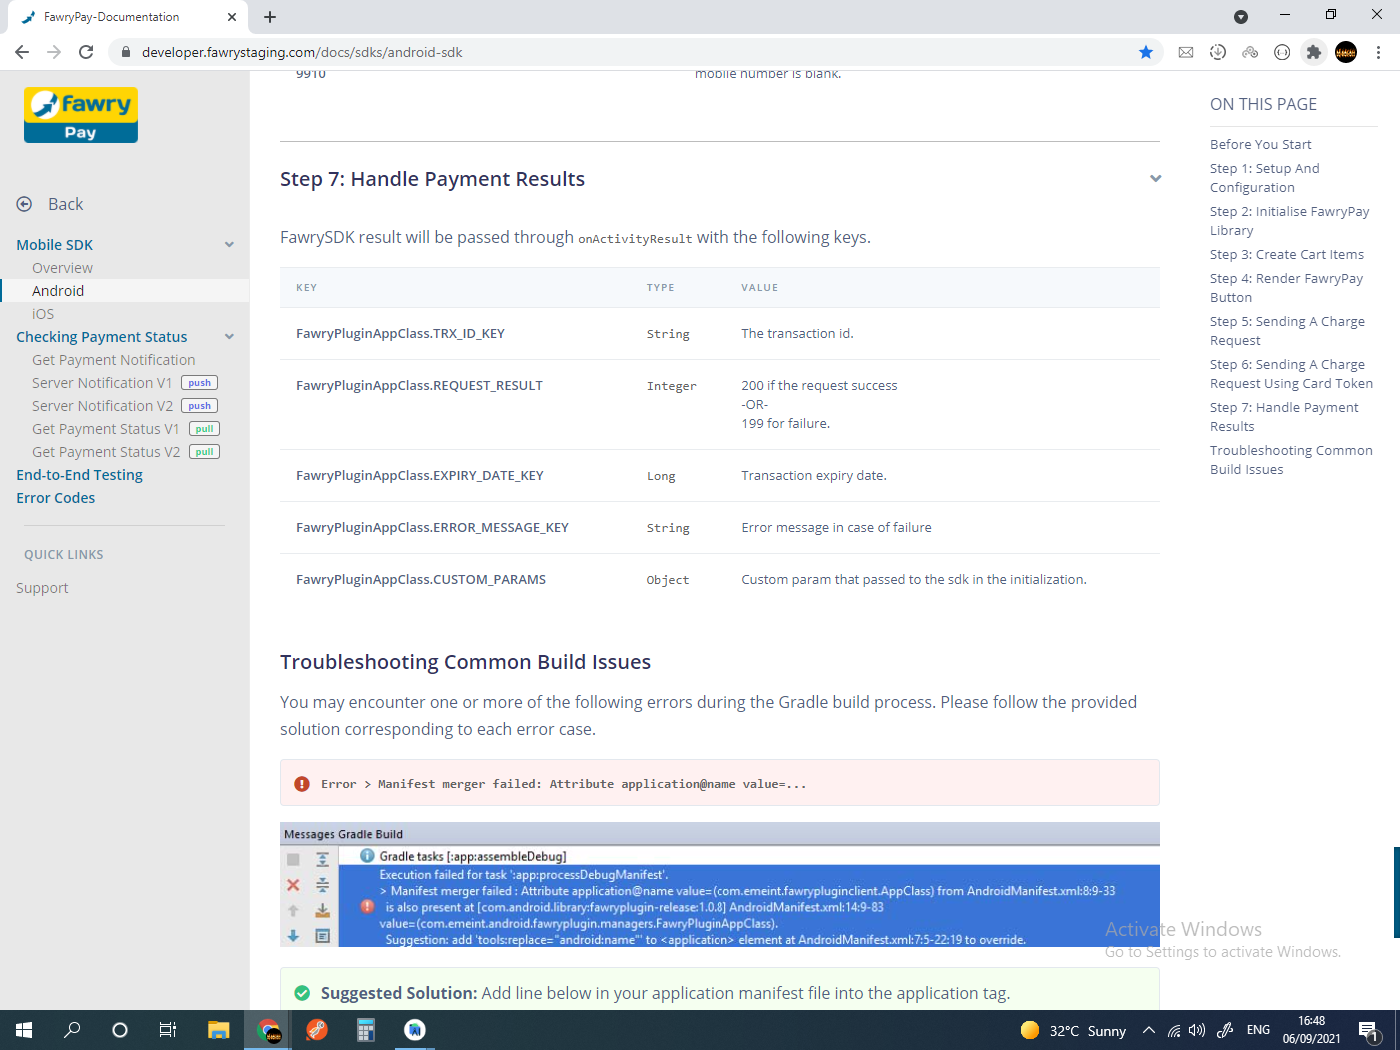 FawryPay-Documentation
developer.fawrystaging.com/docs/sdks/android-sdk
fawry
Pay
Back
Mobile SDK
Overview
Android
iOS
Checking Payment Status
Get Payment Notification
Server Notification V1 push
Server Notification V2 push
Get Payment Status V1 pull
Get Payment Status V2 pull
End-to-End Testing
Error Codes
QUICK LINKS
Support
9910 mobile number is blank.
Step 7: Handle Payment Results
FawrySDK result will be passed through onActivityResult with the following keys.
KEY TYPE VALUE
FawryPluginAppClass.TRX_ID_KEY String The transaction id.
FawryPluginAppClass.REQUEST_RESULT Integer 200 if the request success
-OR-
199 for failure.
FawryPluginAppClass.EXPIRY_DATE_KEY Long Transaction expiry date.
FawryPluginAppClass.ERROR_MESSAGE_KEY String Error message in case of failure
FawryPluginAppClass.CUSTOM_PARAMS Object Custom param that passed to the sdk in the initialization.
Troubleshooting Common Build Issues
You may encounter one or more of the following errors during the Gradle build process. Please follow the provided
solution corresponding to each error case.
Error > Manifest merger failed: Attribute application@name value=...
Messages Gradle Build
Gradle tasks [:app:assembleDebug]
Execution failed for task ':app:processDebugManifest'.
> Manifest merger failed : Attribute application@name value=(com.emeint.fawrypluginclient.AppClass) from AndroidManifest.xml:8:9-33
is also present at [com.android.library:fawryplugin-release:1.0.8] AndroidManifest.xml:14:9-83
value=(com.emeint.android.fawryplugin.managers.FawryPluginAppClass).
Suggestion: add 'tools:replace="android:name"' to <application> element at AndroidManifest.xml:7:5-22:19 to override.
Suggested Solution: Add line below in your application manifest file into the application tag.
ON THIS PAGE
Before You Start
Step 1: Setup And
Configuration
Step 2: Initialise FawryPay
Library
Step 3: Create Cart Items
Step 4: Render FawryPay
Button
Step 5: Sending A Charge
Request
Step 6: Sending A Charge
Request Using Card Token
Step 7: Handle Payment
Results
Troubleshooting Common
Build Issues
Activate Windows
Go to Settings to activate Windows.
32°C Sunny
ENG
16:48
06/09/2021
1